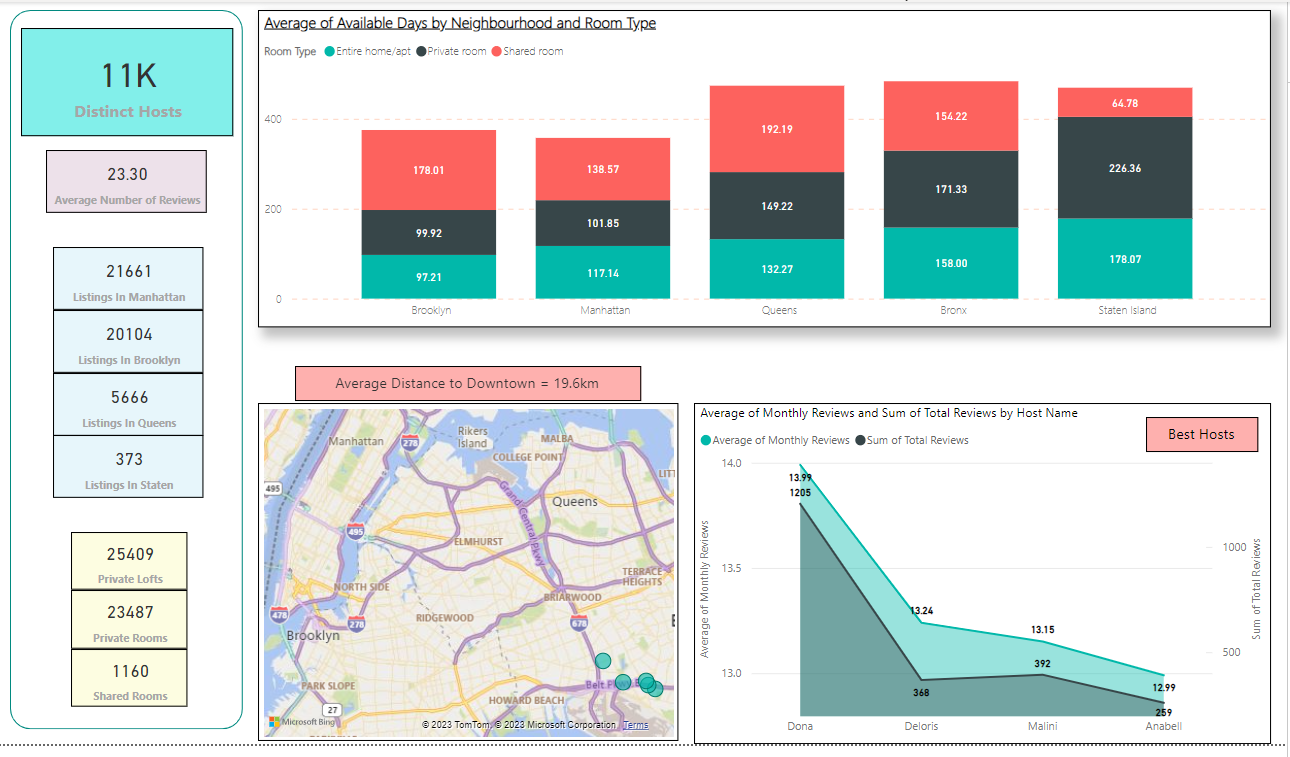 11K
Distinct Hosts
23.30
Average Number of Reviews
21661
Listings In Manhattan
20104
Listings In Brooklyn
5666
Listings In Queens
373
Listings In Staten
25409
Private Lofts
23487
Private Rooms
1160
Shared Rooms
Average of Available Days by Neighbourhood and Room Type
Room Type Entire home/apt Private room Shared room
400
200
0
178.01
99.92
97.21
138.57
101.85
117.14
192.19
149.22
132.27
154.22
171.33
158.00
64.78
226.36
178.07
Brooklyn Manhattan Queens Bronx Staten Island
Average Distance to Downtown = 19.6km
Manhattan
278
Rikers
Island
MALBA
COLLEGE POINT
495
Grand Central Pkwy
Queens
495
ELMHURST
TERRACE
HEIGHTS
NORTH SIDE
BRIARWOOD
478
278
RIDGEWOOD
678
Brooklyn
PARK SLOPE
Belt Pkwy
HOWARD BEACH
27
Microsoft Bing
© 2023 TomTom, © 2023 Microsoft Corporation Terms
Average of Monthly Reviews and Sum of Total Reviews by Host Name
Best Hosts
Average of Monthly Reviews Sum of Total Reviews
Average of Monthly Reviews
14.0
13.5
13.0
13.99
1205
13.24
368
13.15
392
12.99
259
1000
500
Sum of Total Reviews
Dona Deloris Malini Anabell